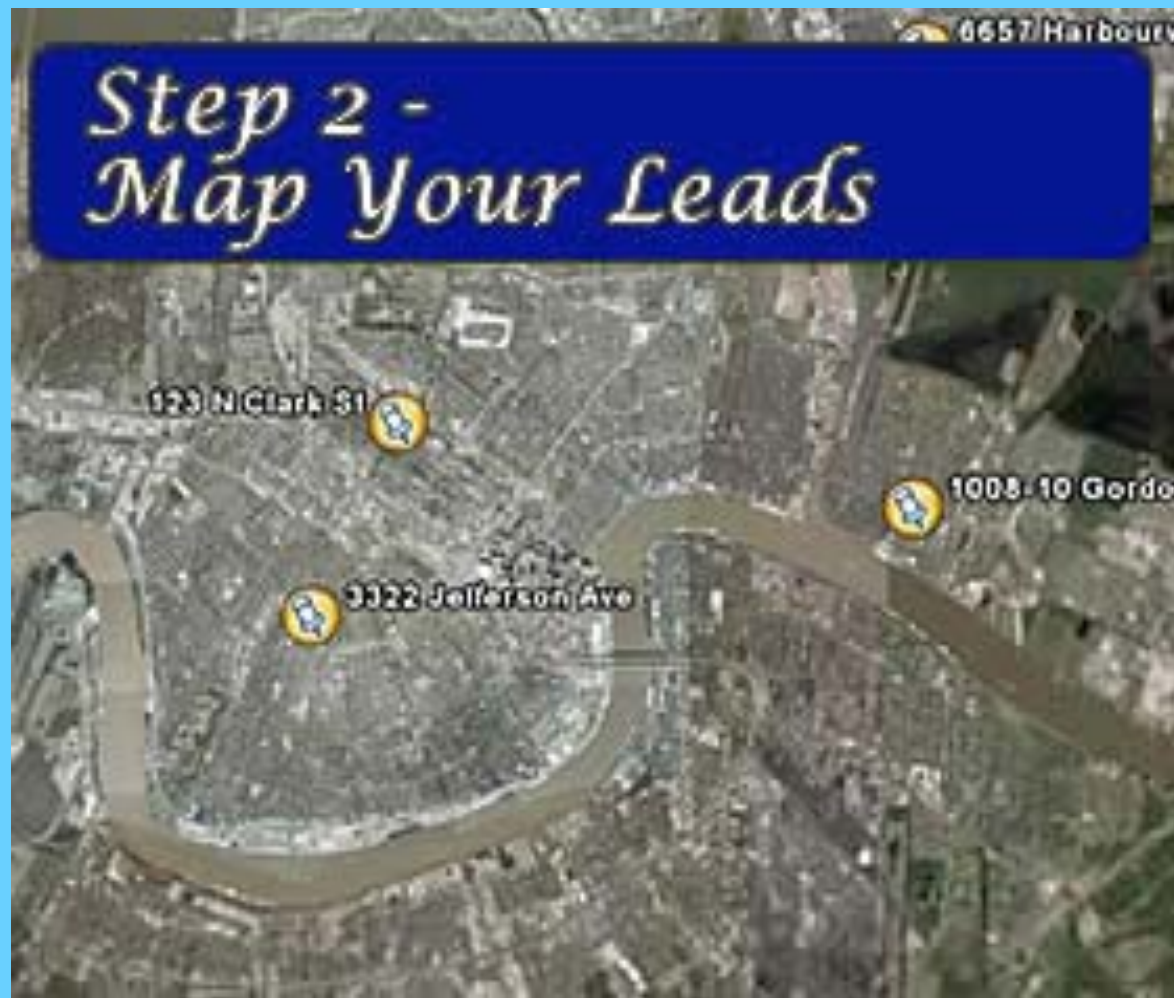 6657 Harbourv
Step 2 -
Map Your Leads
123 N Clark St
1008-10 Gordo
3322 Jefferson Ave